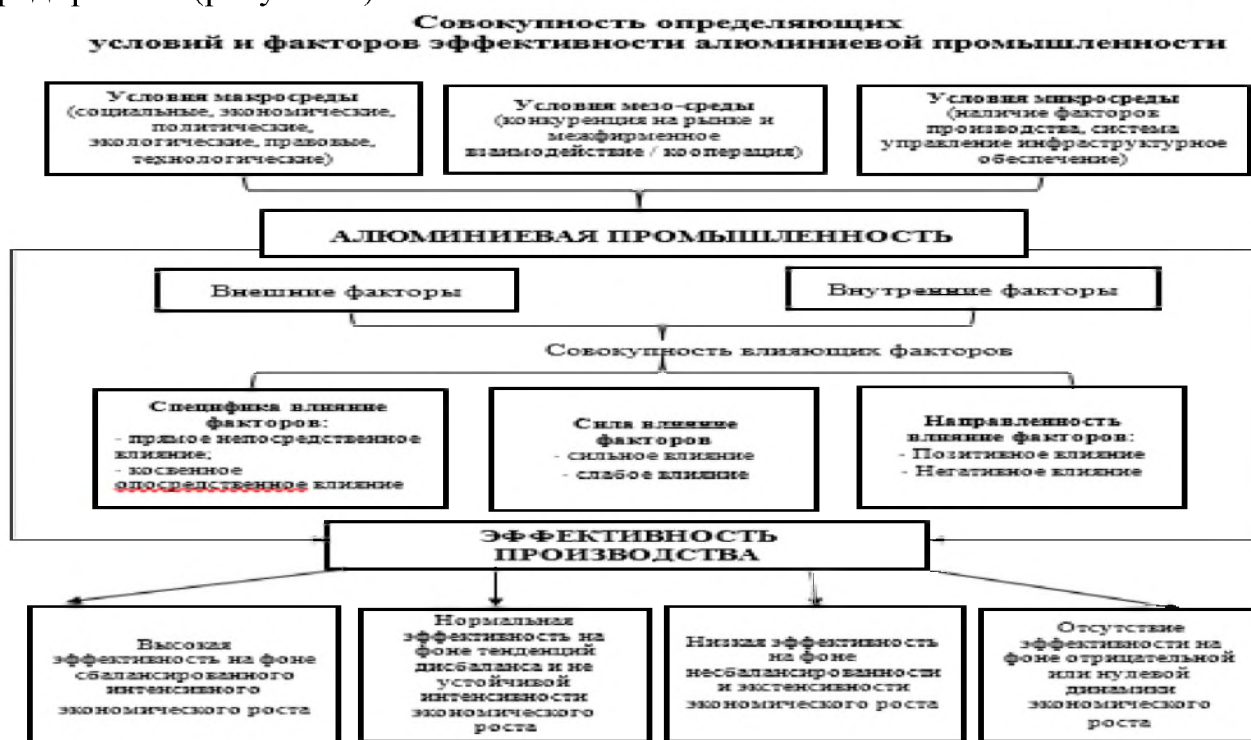 Совокупность определяющих
условий и факторов эффективности алюминиевой промышленности
Условия макросреды
(социальные, экономические,
политические,
экологические, правовые,
технологические)
Условия мезо-среды
(конкуренция на рынке и
межфирменное
взаимодействие / кооперация)
Условия микросреды
(наличие факторов
производства, система
управление инфраструктурное
обеспечение)
АЛЮМИНИЕВАЯ ПРОМЫШЛЕННОСТЬ
Внешние факторы
Внутренние факторы
Совокупность влияющих факторов
Специфика влияние
факторов:
- прямое непосредственное
влияние;
- косвенное
опосредственное влияние
Сила влияние
факторов
- сильное влияние
- слабое влияние
Направленность
влияние факторов:
- Позитивное влияние
- Негативное влияние
ЭФФЕКТИВНОСТЬ
ПРОИЗВОДСТВА
Высокая
эффективность на фоне
сбалансированного
интенсивного
экономического роста
Нормальная
эффективность на
фоне тенденций
дисбаланса и не
устойчивой
интенсивности
экономического
роста
Низкая эффективность
на фоне
несбалансированности
и экстенсивности
экономического роста
Отсутствие
эффективности на
фоне отрицательной
или нулевой
динамики
экономического
роста